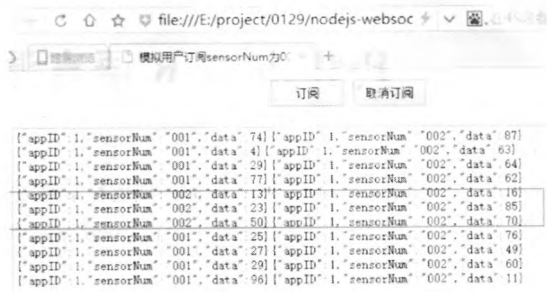 file:///E:/project/0129/nodejs-websoc
模拟用户订阅sensorNum为0
订阅 取消订阅
{"appID": 1,"sensorNum" "001","data": 74} {"appID": 1,"sensorNum" "002","data": 87}
{"appID": 1,"sensorNum" "001","data": 4} {"appID": 1,"sensorNum" "002","data": 63}
{"appID": 1,"sensorNum" "001","data": 29} {"appID": 1,"sensorNum" "002","data": 64}
{"appID": 1,"sensorNum" "001","data": 77} {"appID": 1,"sensorNum" "002","data": 62}
{"appID": 1,"sensorNum" "002","data": 13} {"appID": 1,"sensorNum" "002","data": 16}
{"appID": 1,"sensorNum" "002","data": 23} {"appID": 1,"sensorNum" "002","data": 85}
{"appID": 1,"sensorNum" "002","data": 50} {"appID": 1,"sensorNum" "002","data": 70}
{"appID": 1,"sensorNum" "001","data": 25} {"appID": 1,"sensorNum" "002","data": 76}
{"appID": 1,"sensorNum" "001","data": 27} {"appID": 1,"sensorNum" "002","data": 49}
{"appID": 1,"sensorNum" "001","data": 29} {"appID": 1,"sensorNum" "002","data": 60}
{"appID": 1,"sensorNum" "001","data": 96} {"appID": 1,"sensorNum" "002","data": 11}